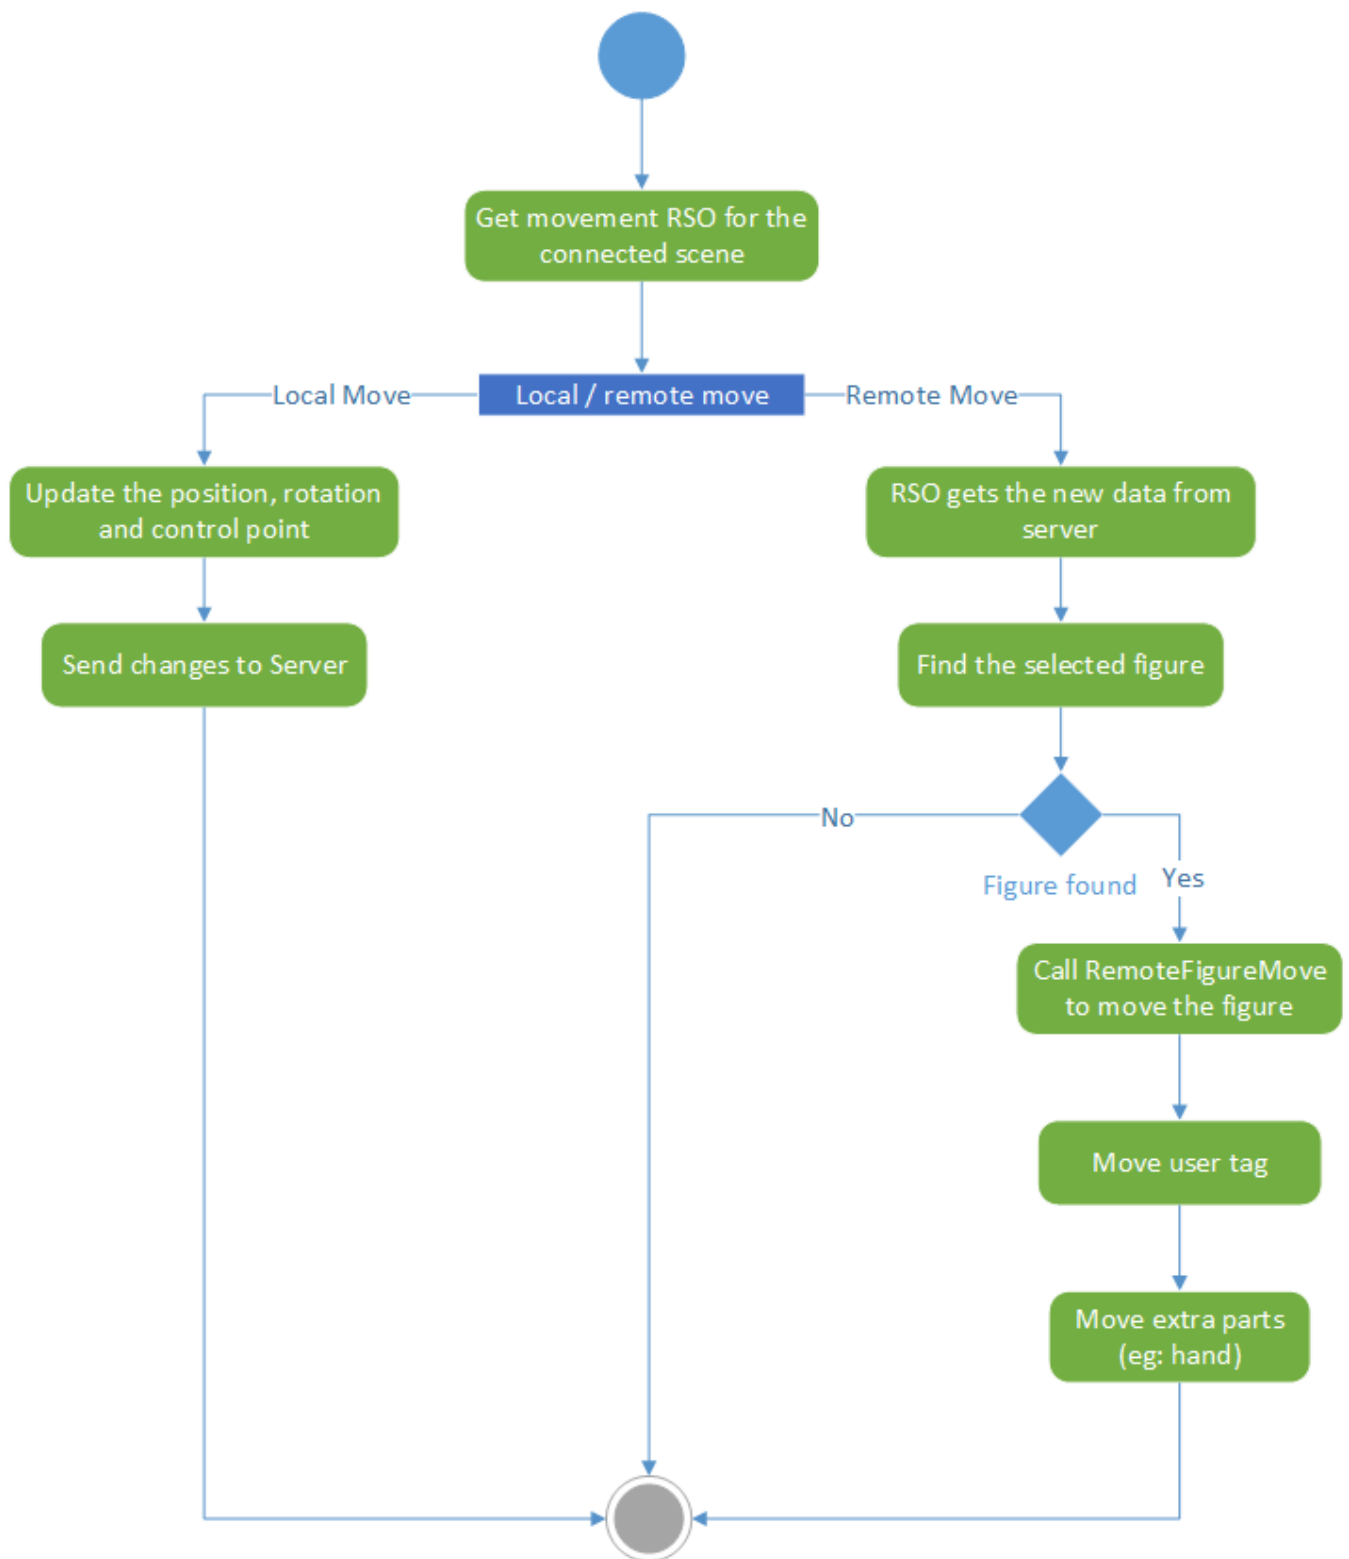 Get movement RSO for the
connected scene
Local Move
Local / remote move
Remote Move
Update the position, rotation
and control point
RSO gets the new data from
server
Send changes to Server
Find the selected figure
No
Figure found
Yes
Call RemoteFigureMove
to move the figure
Move user tag
Move extra parts
(eg: hand)